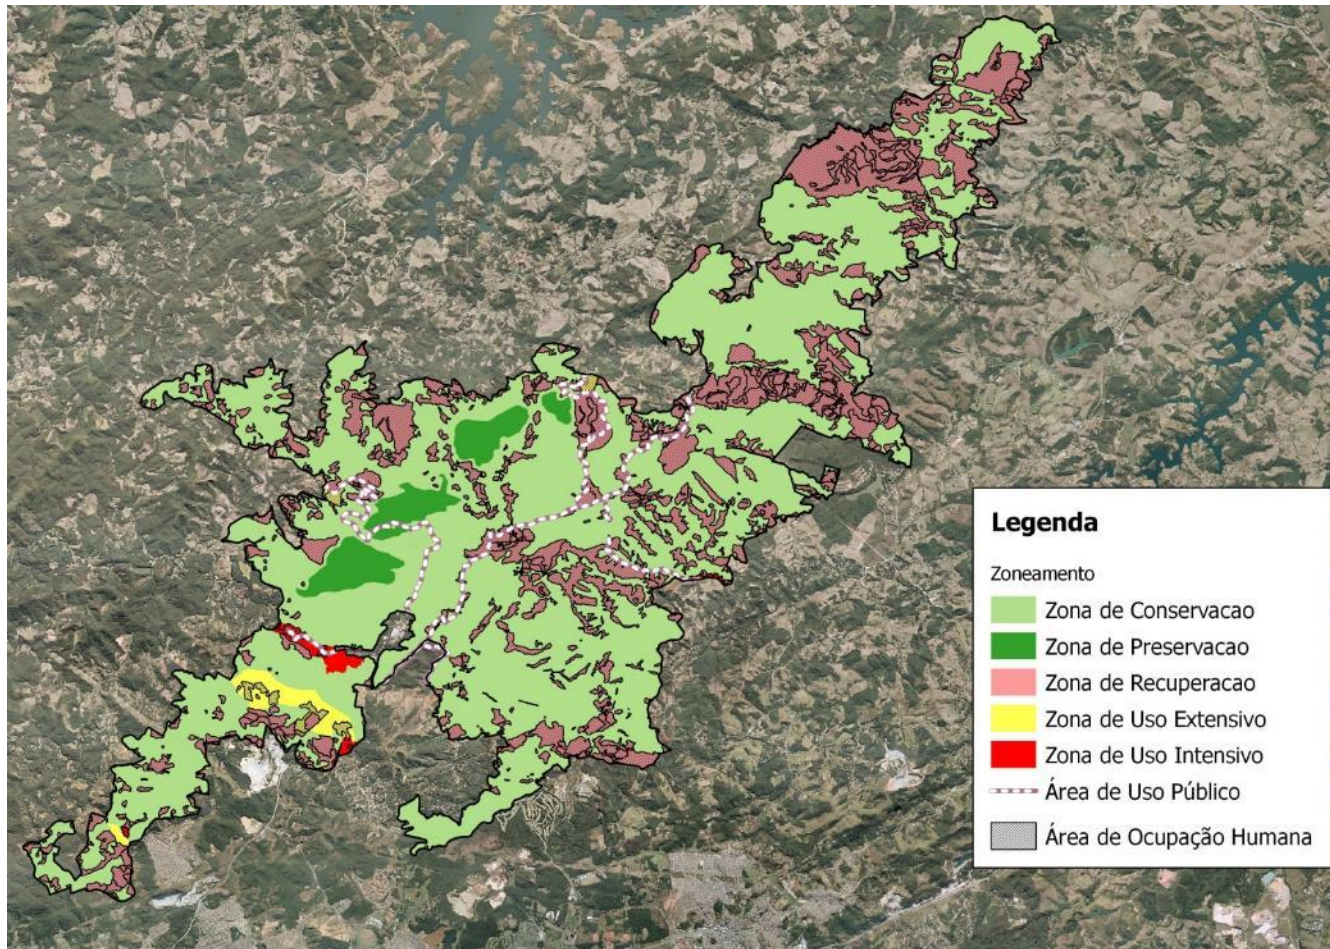 Legenda
Zoneamento
Zona de Conservacao
Zona de Preservacao
Zona de Recuperacao
Zona de Uso Extensivo
Zona de Uso Intensivo
Área de Uso Público
Área de Ocupação Humana